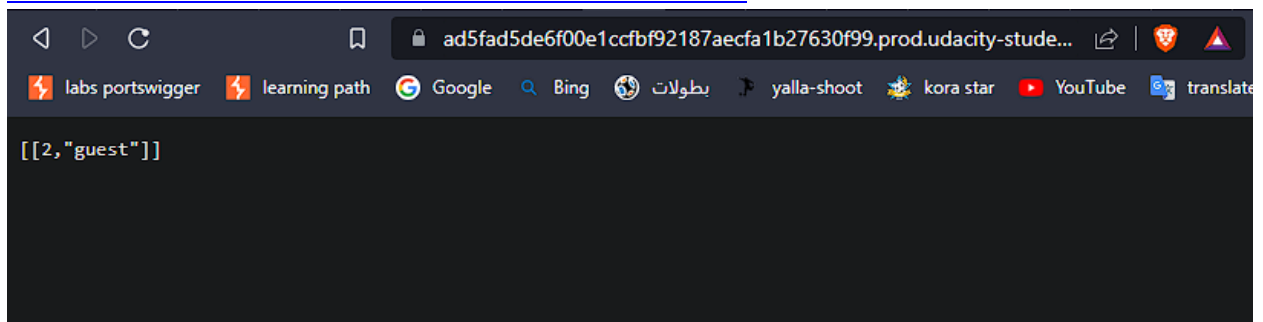 ad5fad5de6f00e1ccfbf92187aecfa1b27630f99.prod.udacity-stude...
labs portswigger learning path Google Bing بطولات yalla-shoot kora star YouTube translate
[[2,"guest"]]